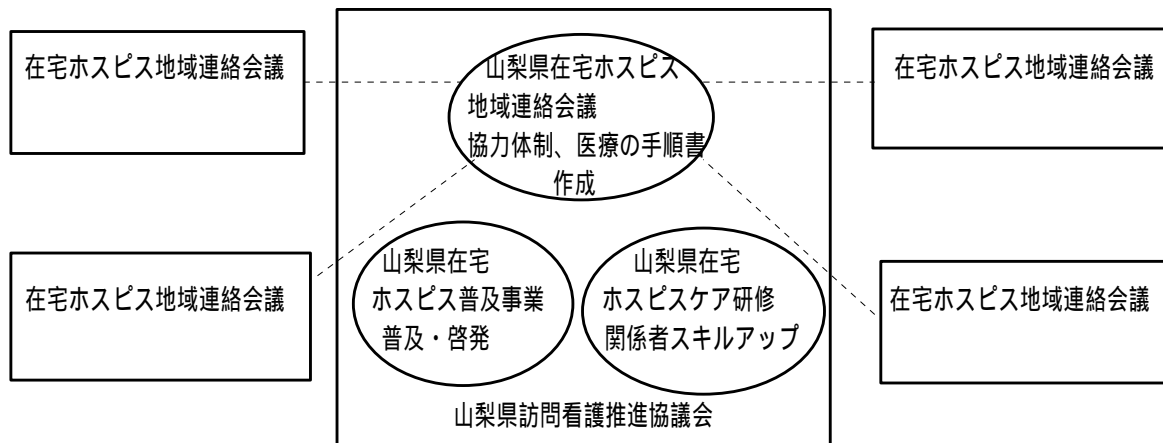 在宅ホスピス地域連絡会議
山梨県在宅ホスピス
地域連絡会議
協力体制、医療の手順書
作成
在宅ホスピス地域連絡会議
在宅ホスピス地域連絡会議
山梨県在宅
ホスピス普及事業
普及・啓発
山梨県在宅
ホスピスケア研修
関係者スキルアップ
在宅ホスピス地域連絡会議
山梨県訪問看護推進協議会